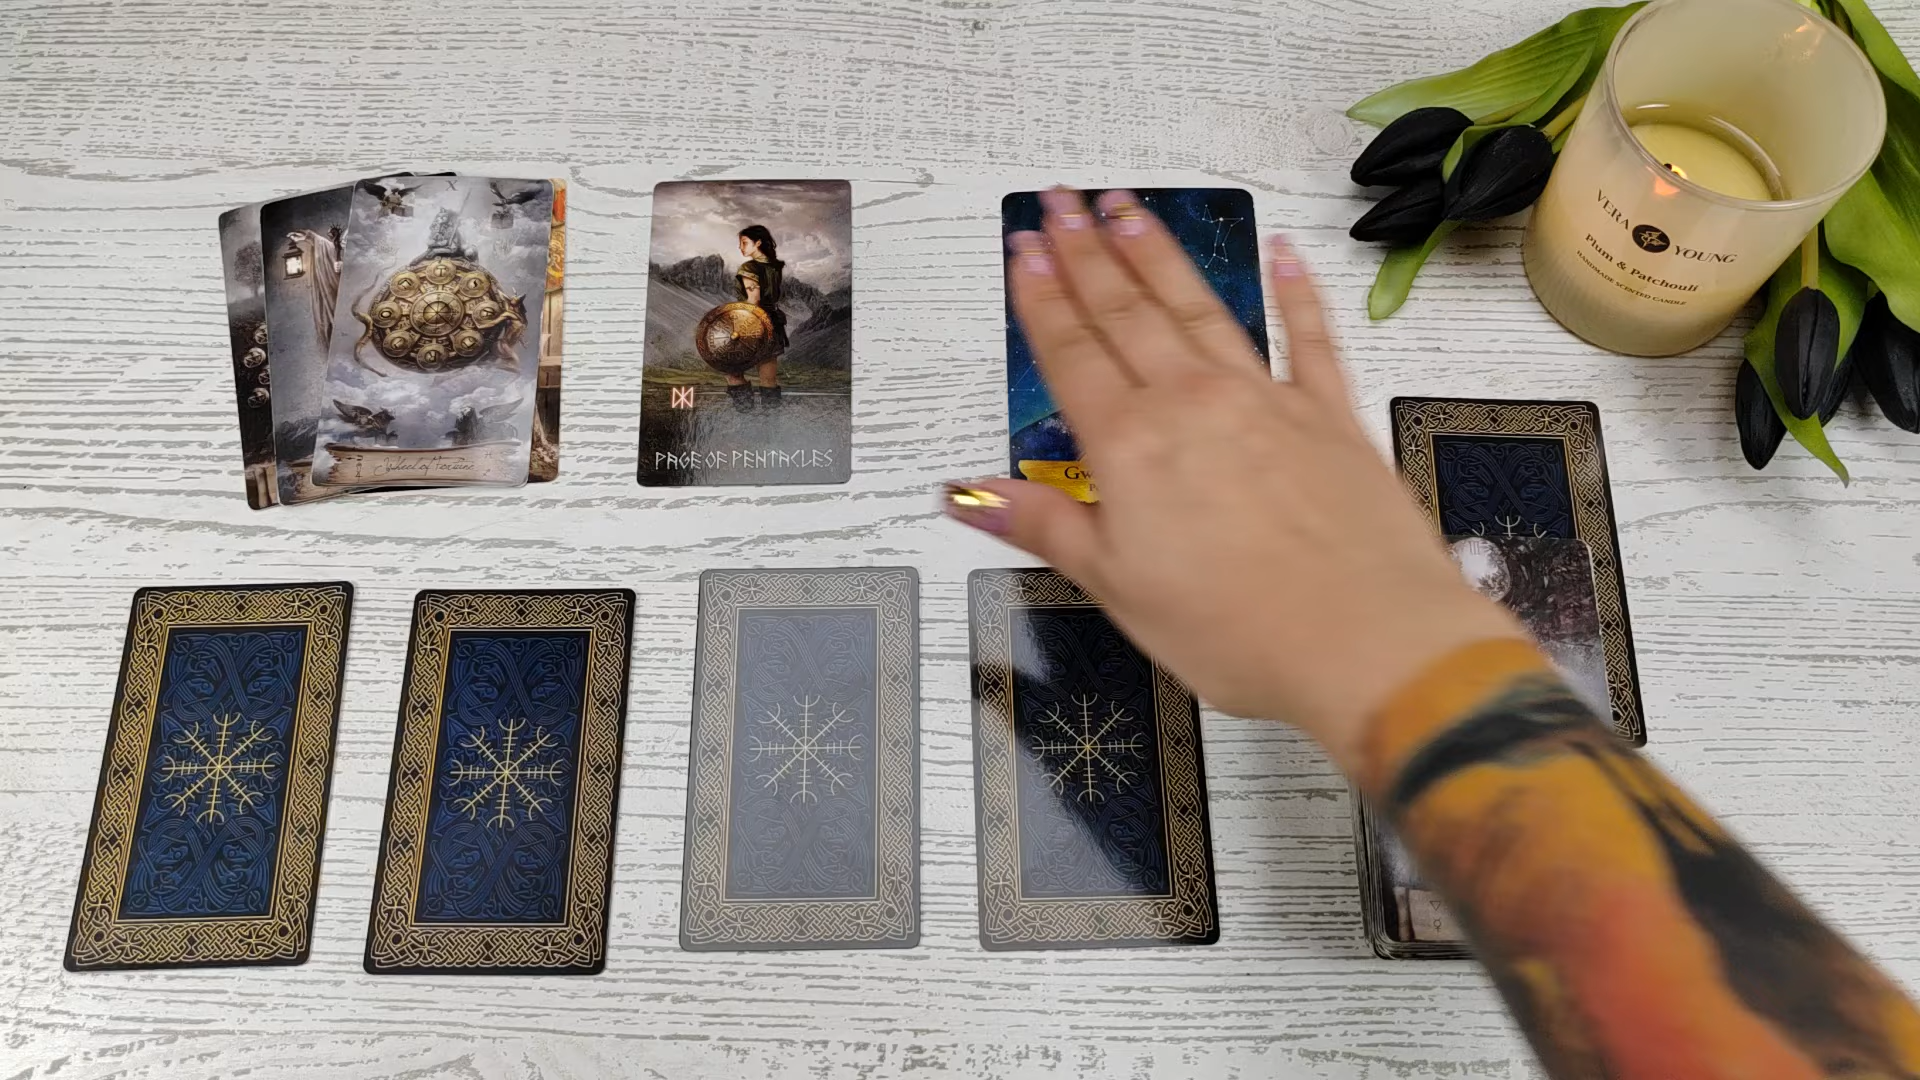 X
Wheel of Fortune
PAGE OF PENTACLES
VERA YOUNG
Plum & Patchouli
HANDMADE SCENTED CANDLE